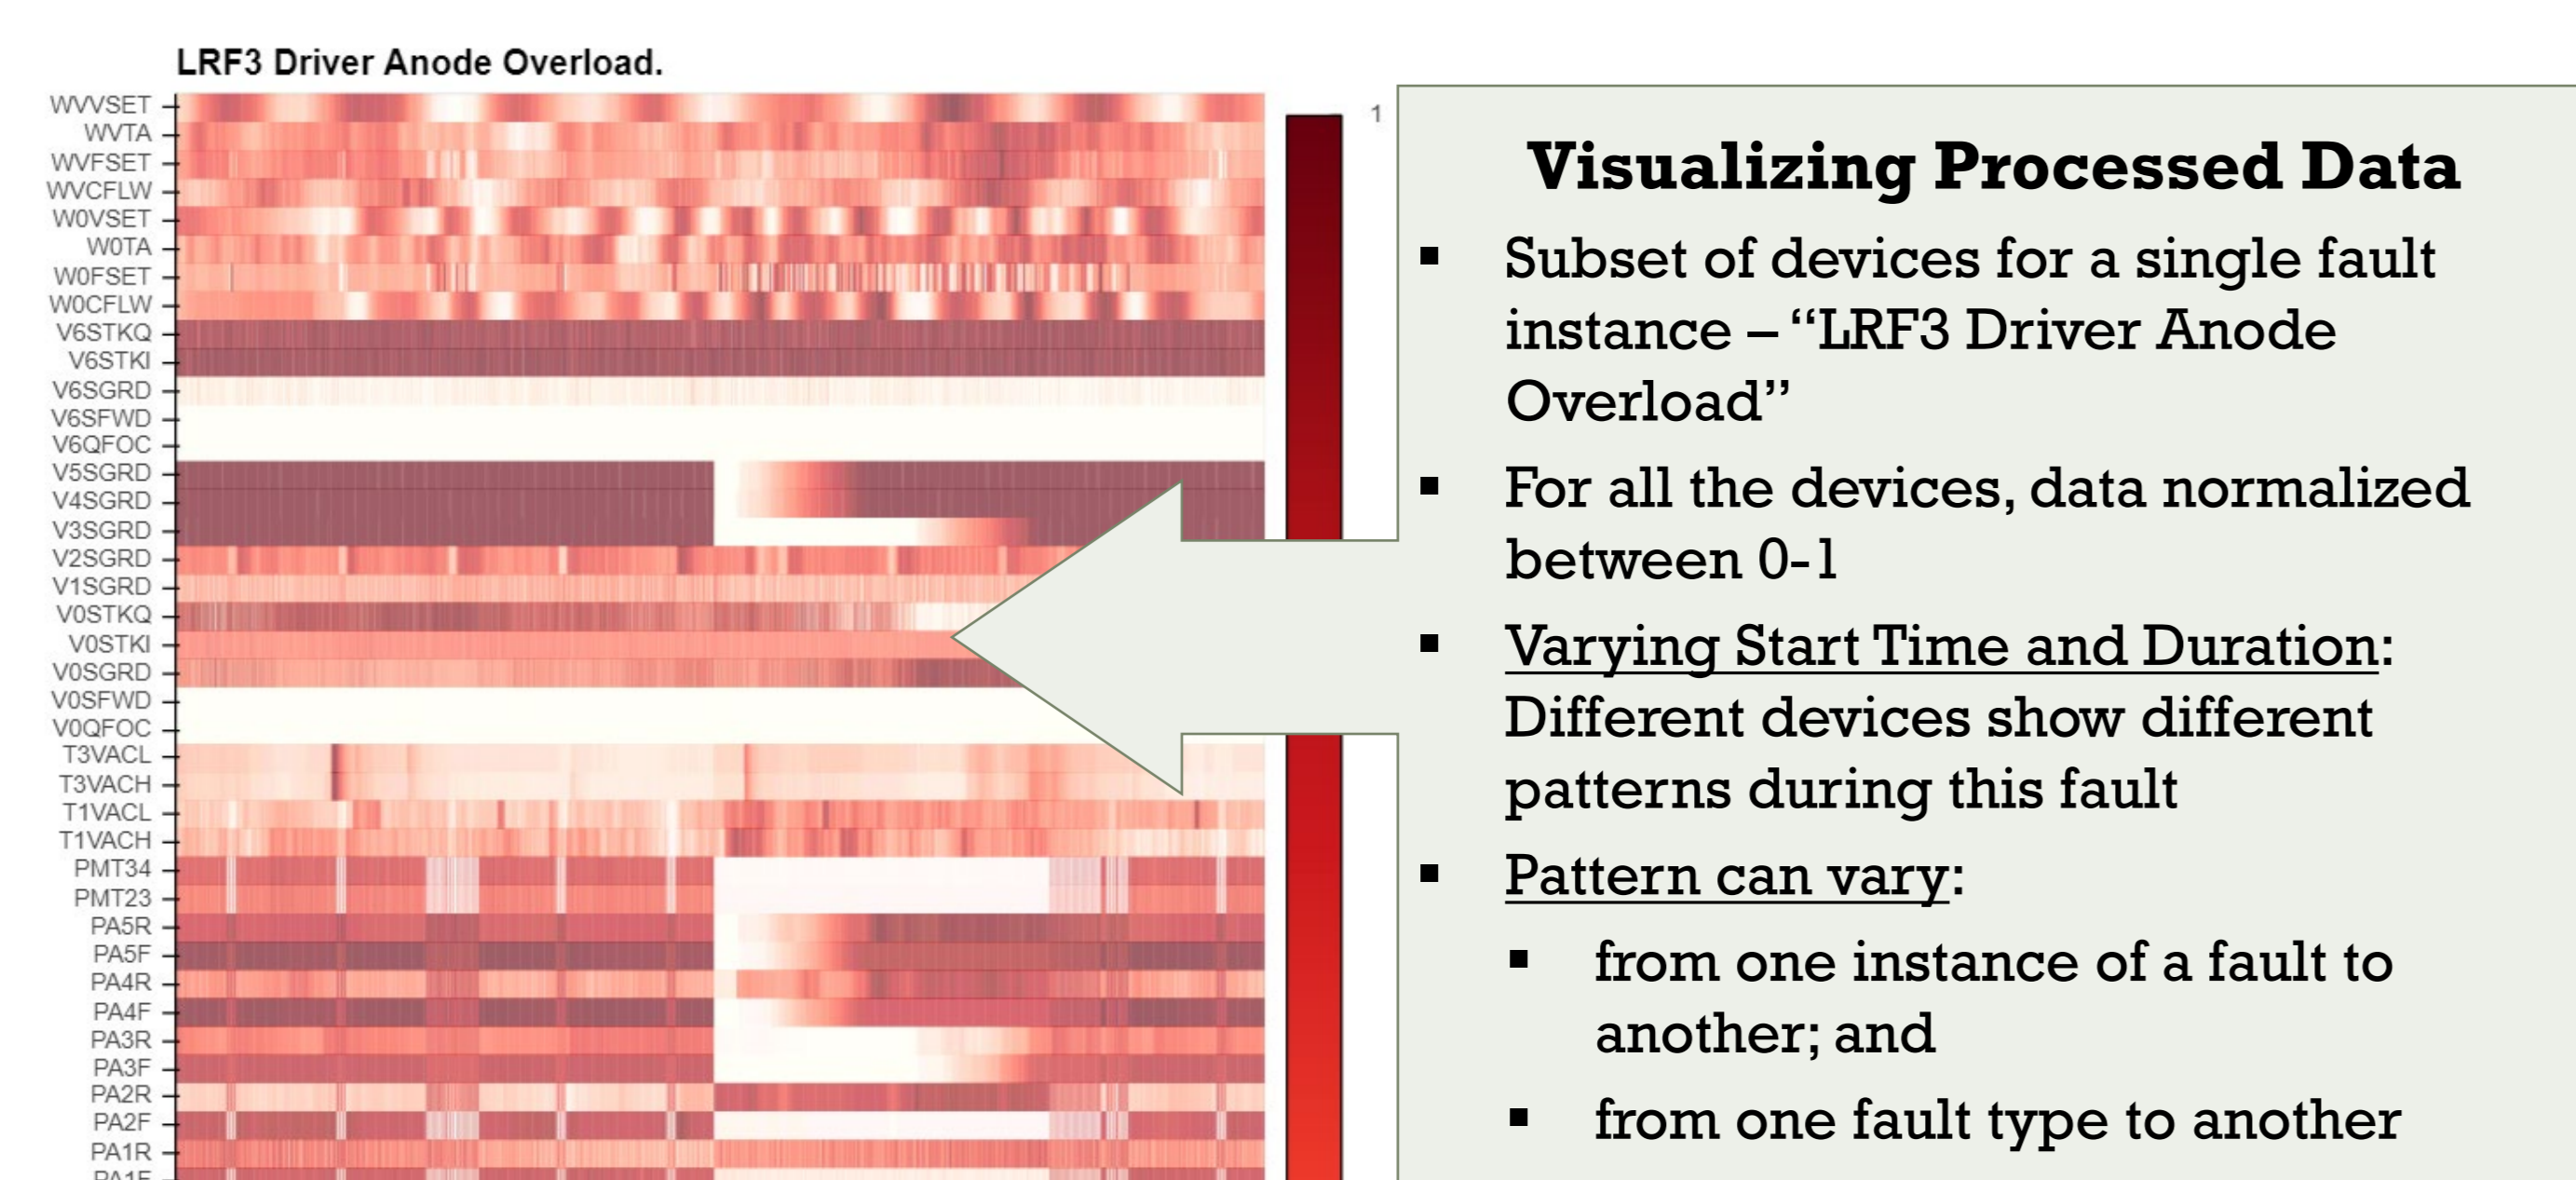 LRF3 Driver Anode Overload.
WVVSET
WVTA
WVFSET
WVCFLW
W0VSET
W0TA
W0FSET
W0CFLW
V6STKQ
V6STKI
V6SGRD
V6SFWD
V6QFOC
V5SGRD
V4SGRD
V3SGRD
V2SGRD
V1SGRD
V0STKQ
V0STKI
V0SGRD
V0SFWD
V0QFOC
T3VACL
T3VACH
T1VACL
T1VACH
PMT34
PMT23
PA5R
PA5F
PA4R
PA4F
PA3R
PA3F
PA2R
PA2F
PA1R
PA1F
1
Visualizing Processed Data
▪ Subset of devices for a single fault
instance – “LRF3 Driver Anode
Overload”
▪ For all the devices, data normalized
between 0-1
▪ Varying Start Time and Duration:
Different devices show different
patterns during this fault
▪ Pattern can vary:
▪ from one instance of a fault to
another; and
▪ from one fault type to another